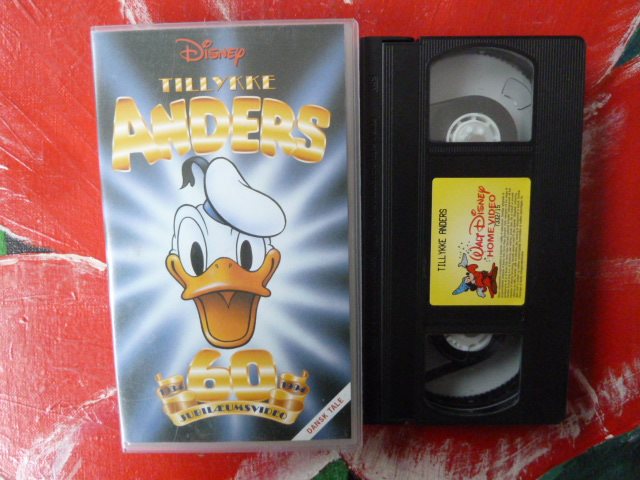 Disney
TILLYKKE
ANDERS
1934 60 1994
JUBILÆUMSVIDEO
DANSK TALE
TILLYKKE ANDERS
WALT DISNEY
HOME VIDEO